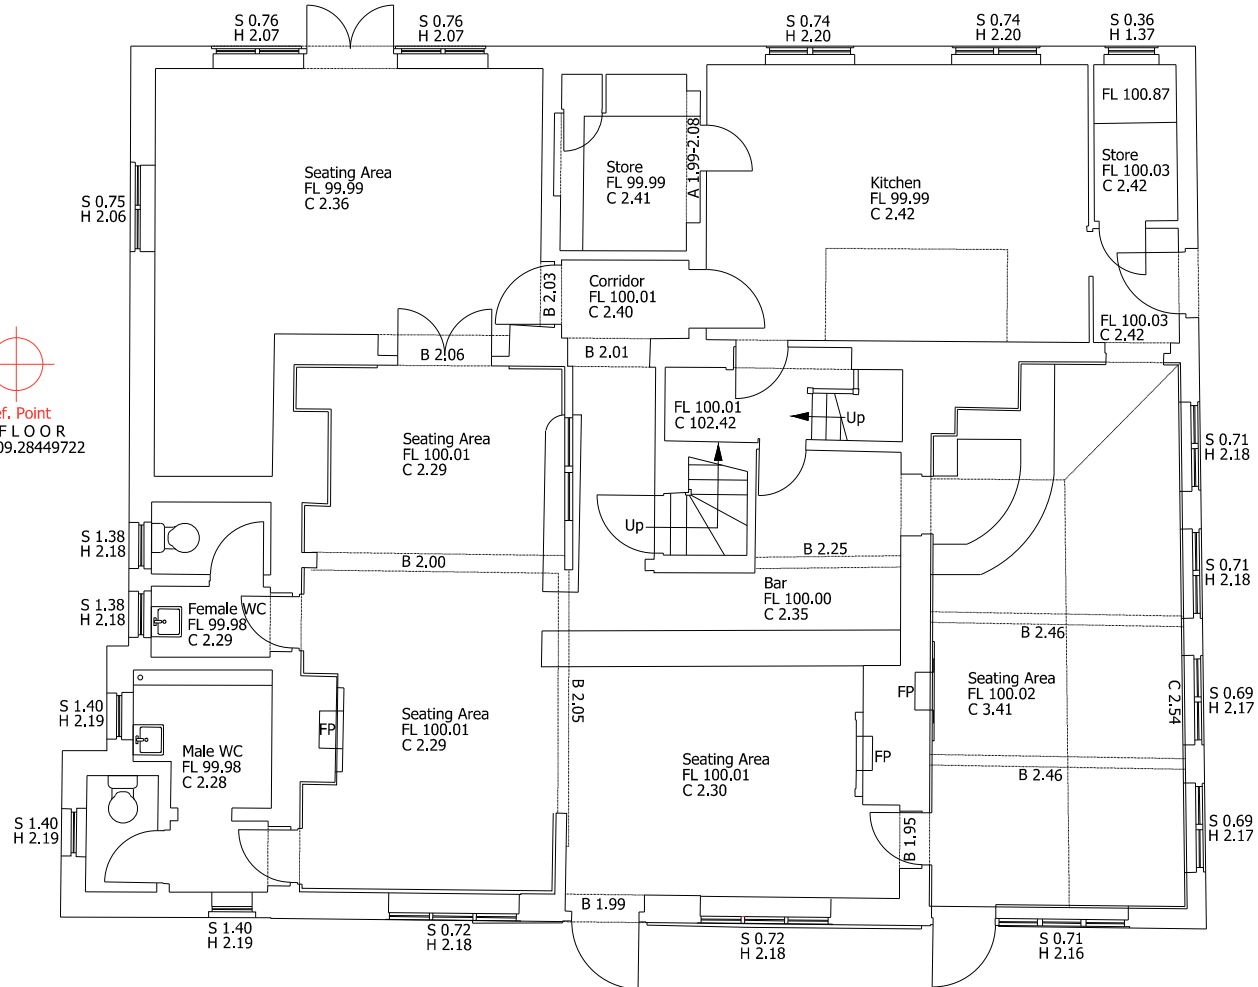 S 0.76
H 2.07
S 0.76
H 2.07
S 0.74
H 2.20
S 0.74
H 2.20
S 0.36
H 1.37
FL 100.87
Store
FL 100.03
C 2.42
Seating Area
FL 99.99
C 2.36
Store
FL 99.99
C 2.41
A 1.99-2.08
Kitchen
FL 99.99
C 2.42
S 0.75
H 2.06
B 2.03
Corridor
FL 100.01
C 2.40
FL 100.03
C 2.42
B 2.06
B 2.01
ef. Point
F L O O R
09.28449722
FL 100.01
C 102.42
Up
Seating Area
FL 100.01
C 2.29
S 0.71
H 2.18
Up
S 1.38
H 2.18
B 2.00
B 2.25
S 0.71
H 2.18
Bar
FL 100.00
C 2.35
S 1.38
H 2.18
Female WC
FL 99.98
C 2.29
B 2.46
Seating Area
FL 100.02
C 3.41
C 2.54
S 0.69
H 2.17
FP
B 2.05
S 1.40
H 2.19
Seating Area
FL 100.01
C 2.29
FP
Male WC
FL 99.98
C 2.28
Seating Area
FL 100.01
C 2.30
FP
B 2.46
S 1.40
H 2.19
B 1.95
S 0.69
H 2.17
B 1.99
S 1.40
H 2.19
S 0.72
H 2.18
S 0.72
H 2.18
S 0.71
H 2.16